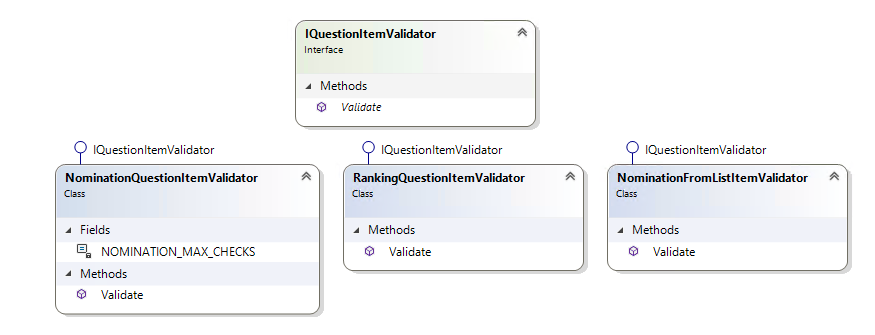 IQuestionItemValidator
Interface
Methods
Validate
IQuestionItemValidator
NominationQuestionItemValidator
Class
Fields
NOMINATION_MAX_CHECKS
Methods
Validate
IQuestionItemValidator
RankingQuestionItemValidator
Class
Methods
Validate
IQuestionItemValidator
NominationFromListItemValidator
Class
Methods
Validate